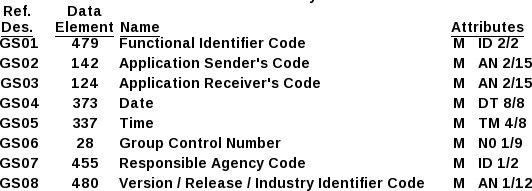 Ref. Data
Des. Element Name Attributes
GS01 479 Functional Identifier Code M ID 2/2
GS02 142 Application Sender's Code M AN 2/15
GS03 124 Application Receiver's Code M AN 2/15
GS04 373 Date M DT 8/8
GS05 337 Time M TM 4/8
GS06 28 Group Control Number M N0 1/9
GS07 455 Responsible Agency Code M ID 1/2
GS08 480 Version / Release / Industry Identifier Code M AN 1/12